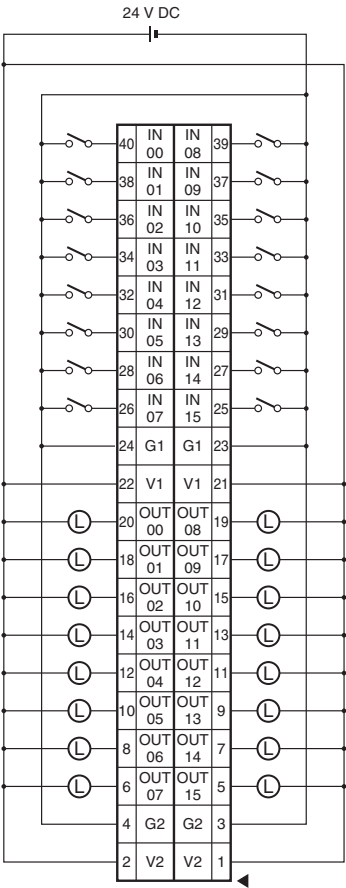 24 V DC
40 IN 00 IN 08 39
38 IN 01 IN 09 37
36 IN 02 IN 10 35
34 IN 03 IN 11 33
32 IN 04 IN 12 31
30 IN 05 IN 13 29
28 IN 06 IN 14 27
26 IN 07 IN 15 25
24 G1 G1 23
22 V1 V1 21
L 20 OUT 00 OUT 08 19 L
L 18 OUT 01 OUT 09 17 L
L 16 OUT 02 OUT 10 15 L
L 14 OUT 03 OUT 11 13 L
L 12 OUT 04 OUT 12 11 L
L 10 OUT 05 OUT 13 9 L
L 8 OUT 06 OUT 14 7 L
L 6 OUT 07 OUT 15 5 L
4 G2 G2 3
2 V2 V2 1